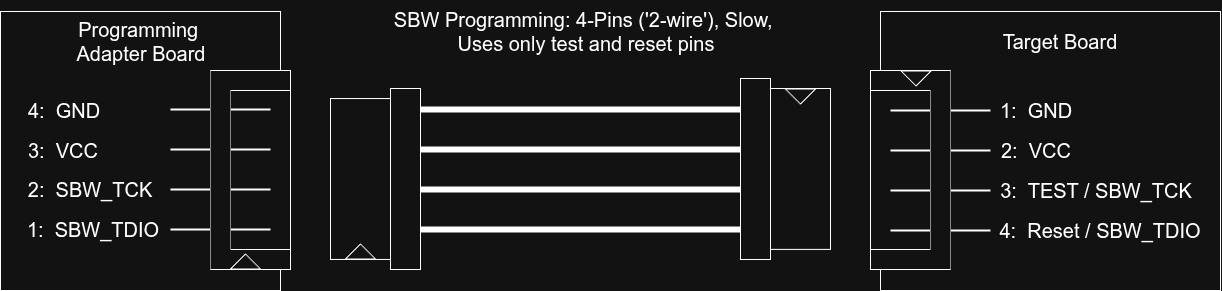 Programming
Adapter Board
4: GND
3: VCC
2: SBW_TCK
1: SBW_TDIO
SBW Programming: 4-Pins ('2-wire'), Slow,
Uses only test and reset pins
Target Board
1: GND
2: VCC
3: TEST / SBW_TCK
4: Reset / SBW_TDIO